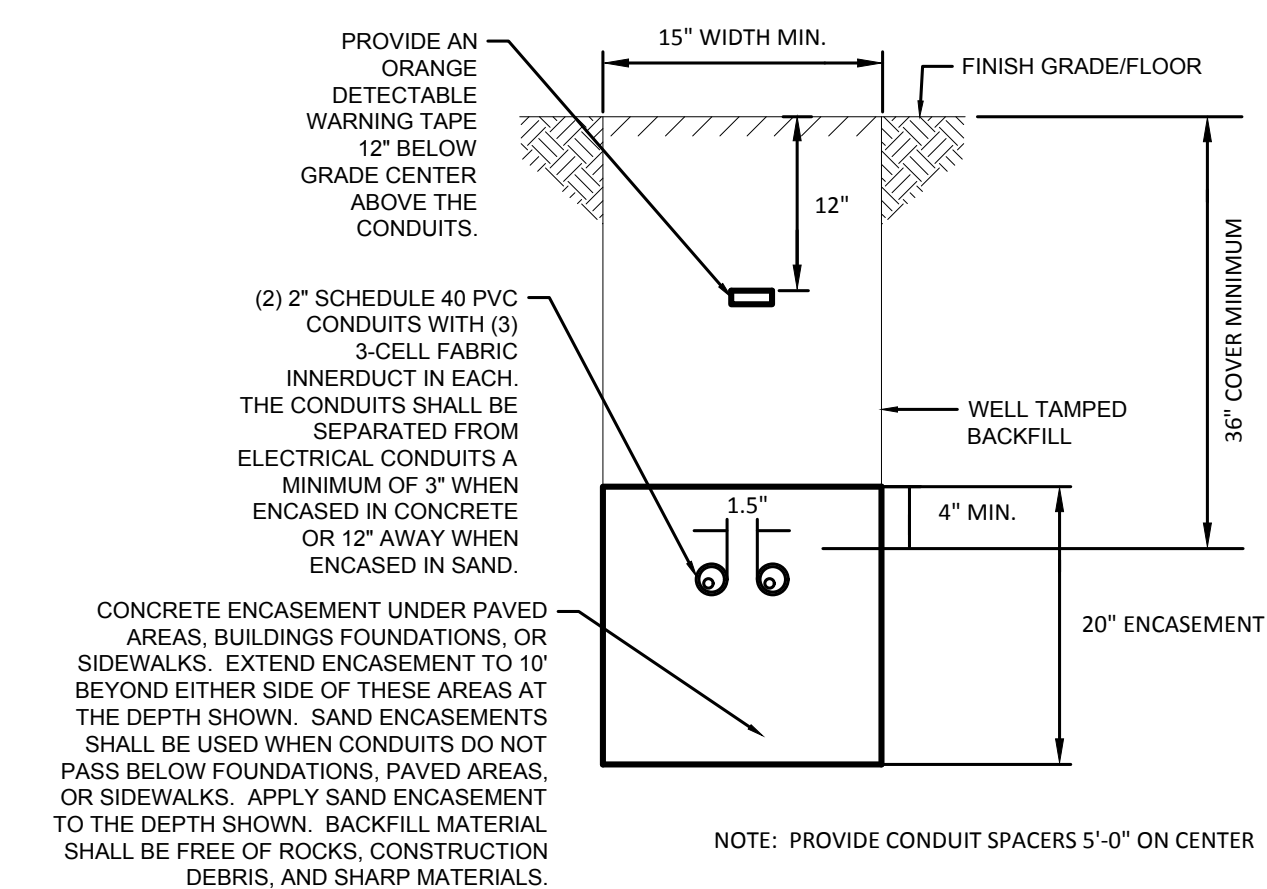 PROVIDE AN
ORANGE
DETECTABLE
WARNING TAPE
12" BELOW
GRADE CENTER
ABOVE THE
CONDUITS.
15" WIDTH MIN.
FINISH GRADE/FLOOR
12"
36" COVER MINIMUM
(2) 2" SCHEDULE 40 PVC
CONDUITS WITH (3)
3-CELL FABRIC
INNERDUCT IN EACH.
THE CONDUITS SHALL BE
SEPARATED FROM
ELECTRICAL CONDUITS A
MINIMUM OF 3" WHEN
ENCASED IN CONCRETE
OR 12" AWAY WHEN
ENCASED IN SAND.
WELL TAMPED
BACKFILL
1.5"
4" MIN.
20" ENCASEMENT
CONCRETE ENCASEMENT UNDER PAVED
AREAS, BUILDINGS FOUNDATIONS, OR
SIDEWALKS. EXTEND ENCASEMENT TO 10'
BEYOND EITHER SIDE OF THESE AREAS AT
THE DEPTH SHOWN. SAND ENCASEMENTS
SHALL BE USED WHEN CONDUITS DO NOT
PASS BELOW FOUNDATIONS, PAVED AREAS,
OR SIDEWALKS. APPLY SAND ENCASEMENT
TO THE DEPTH SHOWN. BACKFILL MATERIAL
SHALL BE FREE OF ROCKS, CONSTRUCTION
DEBRIS, AND SHARP MATERIALS.
NOTE: PROVIDE CONDUIT SPACERS 5'-0" ON CENTER